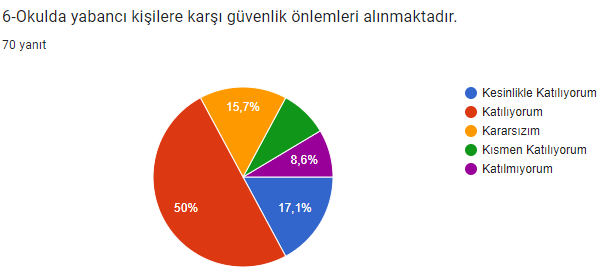 6-Okulda yabancı kişilere karşı güvenlik önlemleri alınmaktadır.
70 yanıt
Kesinlikle Katılıyorum
Katılıyorum
Kararsızım
Kısmen Katılıyorum
Katılmıyorum
15,7%
8,6%
50%
17,1%